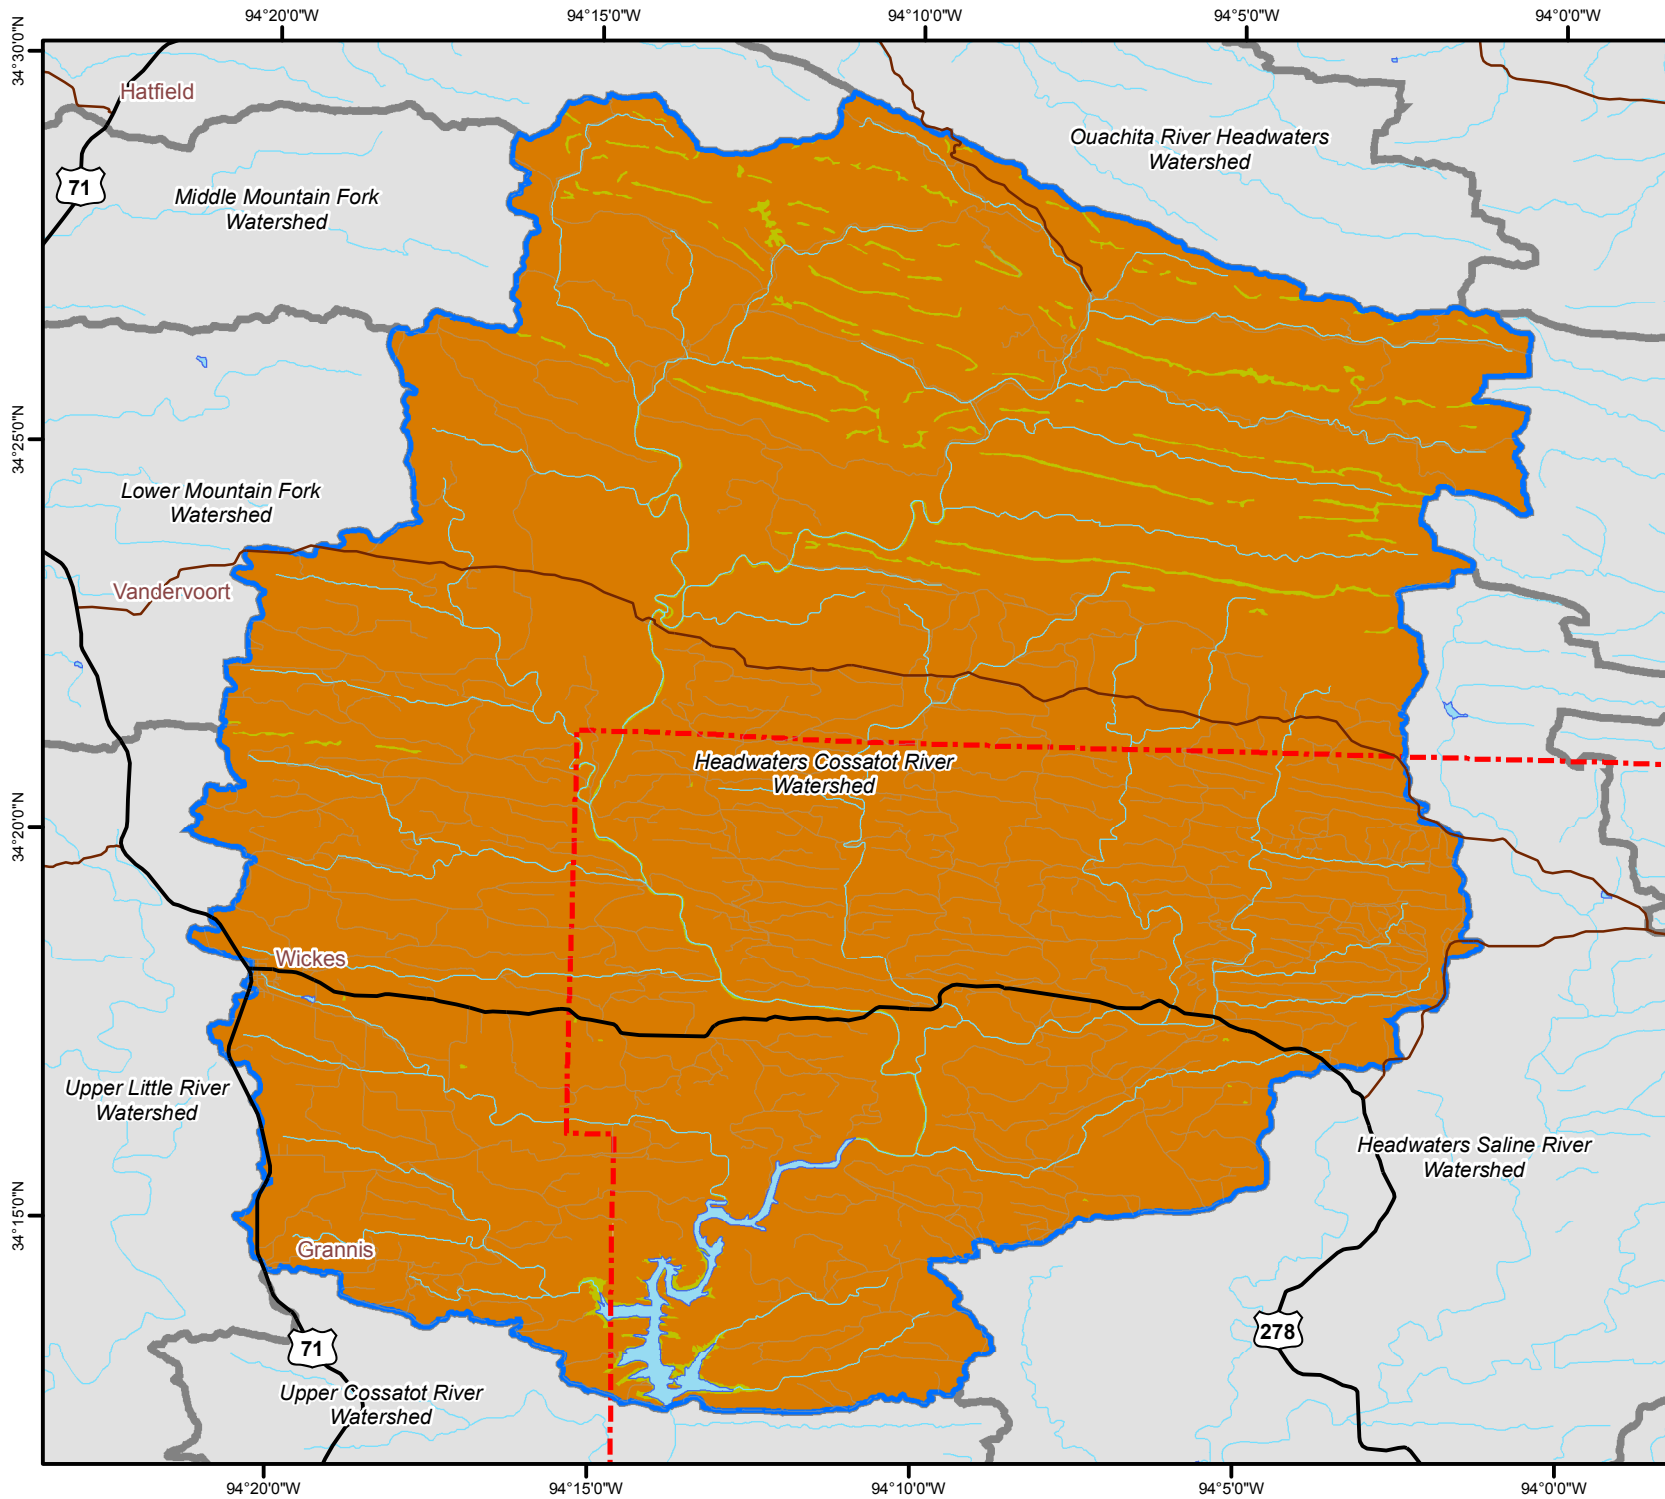 94°20'0"W
94°15'0"W
94°10'0"W
94°5'0"W
94°0'0"W
34°30'0"N
Hatfield
Ouachita River Headwaters
Watershed
71
Middle Mountain Fork
Watershed
34°25'0"N
Lower Mountain Fork
Watershed
Vandervoort
Headwaters Cossatot River
Watershed
34°20'0"N
Wickes
Upper Little River
Watershed
Headwaters Saline River
Watershed
34°15'0"N
Grannis
278
71
Upper Cossatot River
Watershed
94°20'0"W
94°15'0"W
94°10'0"W
94°5'0"W
94°0'0"W